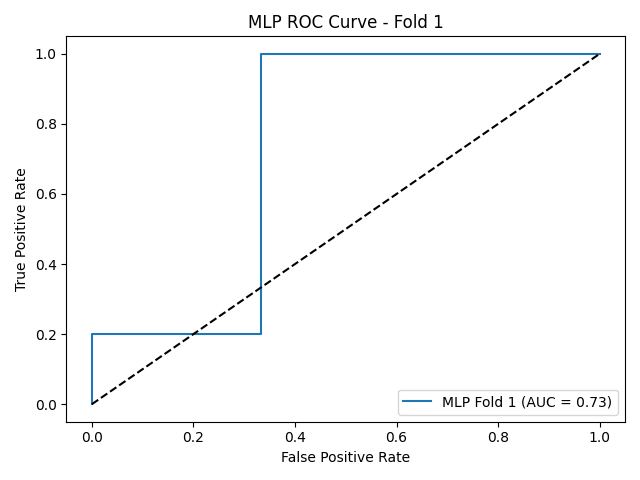 MLP ROC Curve - Fold 1
True Positive Rate
1.0
0.8
0.6
0.4
0.2
0.0
MLP Fold 1 (AUC = 0.73)
0.0 0.2 0.4 0.6 0.8 1.0
False Positive Rate